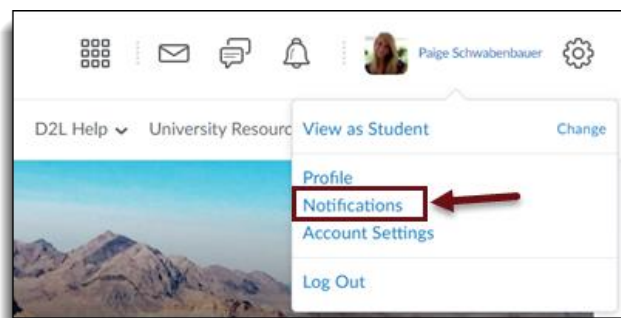 Paige Schwabenbauer
D2L Help University Resourc
View as Student Change
Profile
Notifications
Account Settings
Log Out